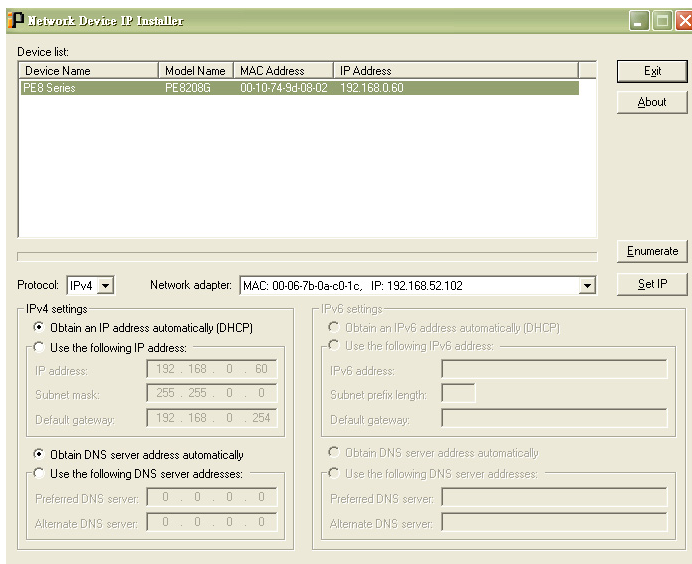 Network Device IP Installer
Device list:
Device Name Model Name MAC Address IP Address
PE8 Series PE8208G 00-10-74-9d-08-02 192.168.0.60
Exit
About
Enumerate
Protocol: IPv4 Network adapter: MAC: 00-06-7b-0a-c0-1c, IP: 192.168.52.102 Set IP
IPv4 settings
Obtain an IP address automatically (DHCP)
Use the following IP address:
IP address: 192 . 168 . 0 . 60
Subnet mask: 255 . 255 . 0 . 0
Default gateway: 192 . 168 . 0 . 254
Obtain DNS server address automatically
Use the following DNS server addresses:
Preferred DNS server: 0 . 0 . 0 . 0
Alternate DNS server: 0 . 0 . 0 . 0
IPv6 settings
Obtain an IPv6 address automatically (DHCP)
Use the following IPv6 address:
IPv6 address:
Subnet prefix length:
Default gateway:
Obtain DNS server address automatically
Use the following DNS server addresses:
Preferred DNS server:
Alternate DNS server: